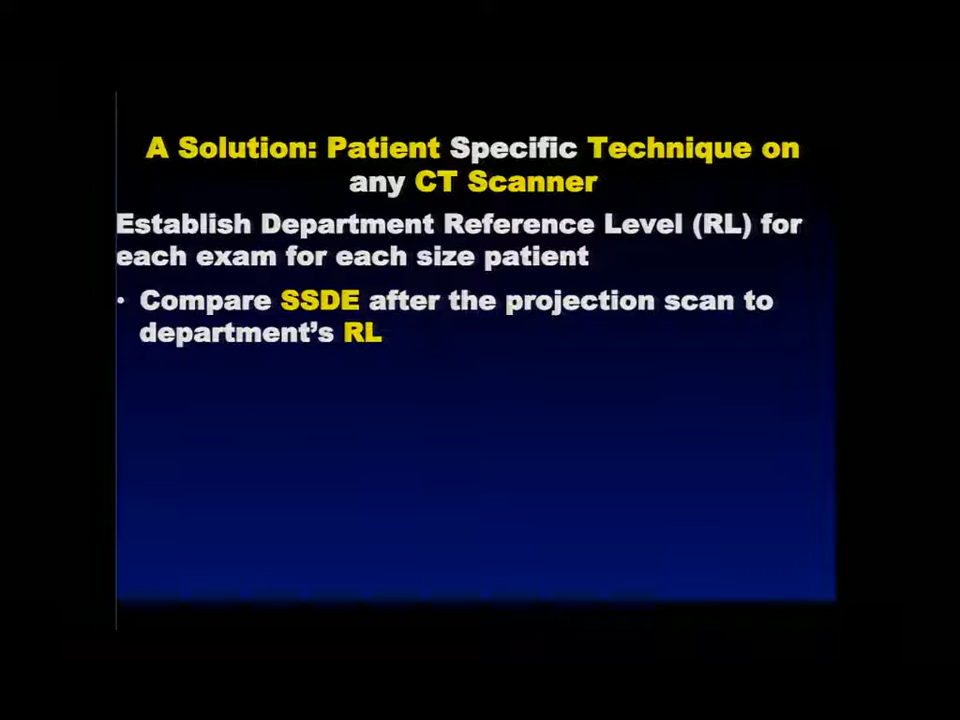 A Solution: Patient Specific Technique on
any CT Scanner
Establish Department Reference Level (RL) for
each exam for each size patient
• Compare SSDE after the projection scan to
department’s RL